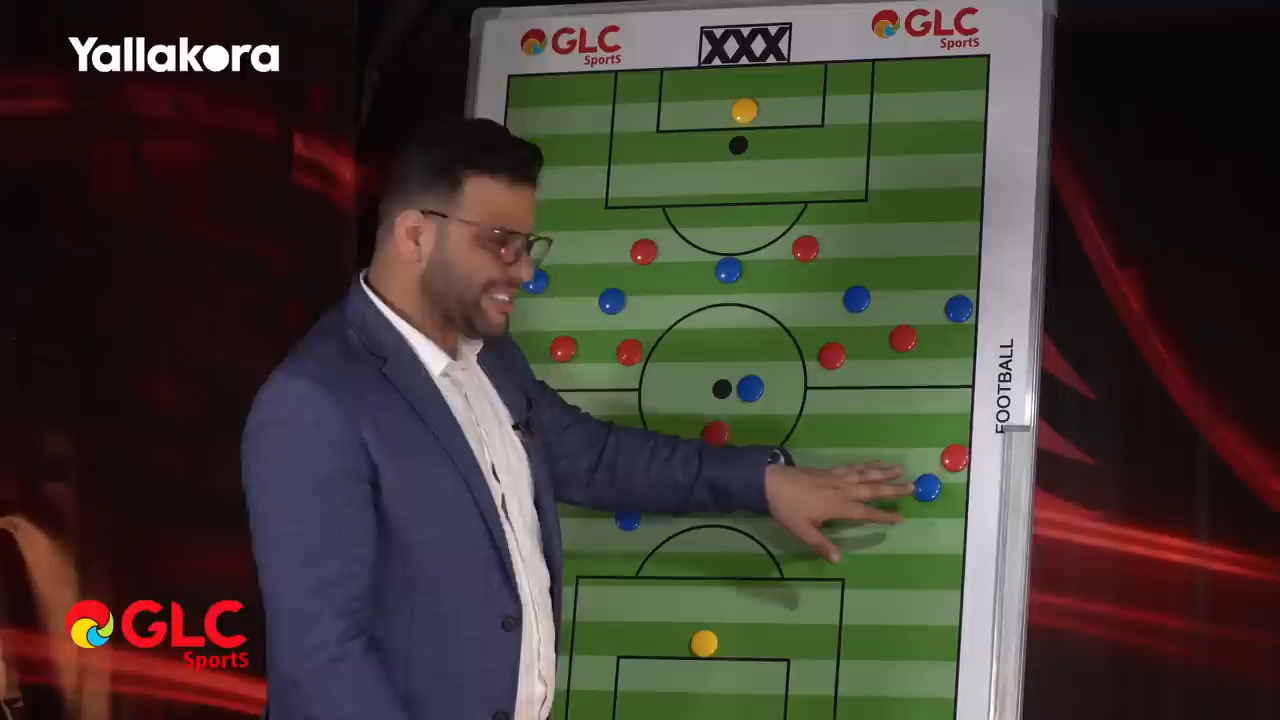 Yallakora
GLC
Sports
XXX
GLC
Sports
FOOTBALL
GLC
Sports